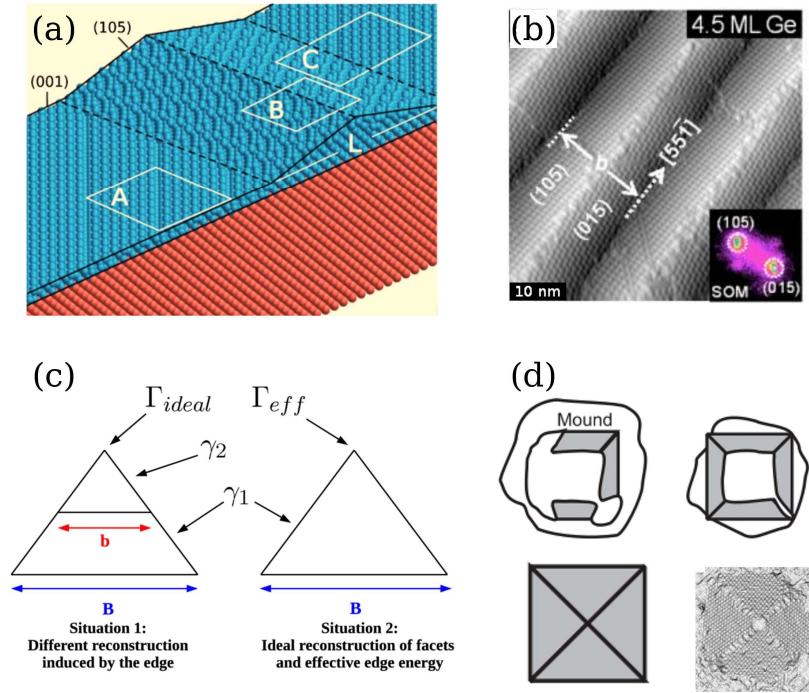 (a)
(105)
(001)
C
B
L
A
(b)
4.5 ML Ge
b
[551̄]
(105)
(015)
(105)
(015)
10 nm
SOM
(c)
Γideal
Γeff
γ2
γ1
b
B
B
Situation 1:
Different reconstruction
induced by the edge
Situation 2:
Ideal reconstruction of facets
and effective edge energy
(d)
Mound